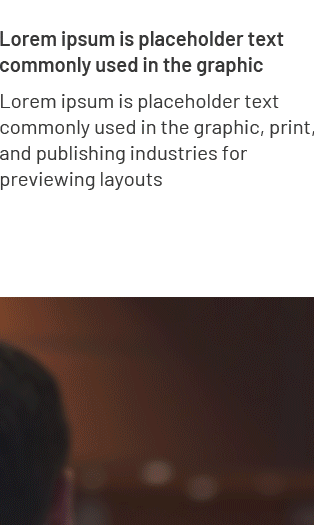 Lorem ipsum is placeholder text
commonly used in the graphic
Lorem ipsum is placeholder text
commonly used in the graphic, print,
and publishing industries for
previewing layouts